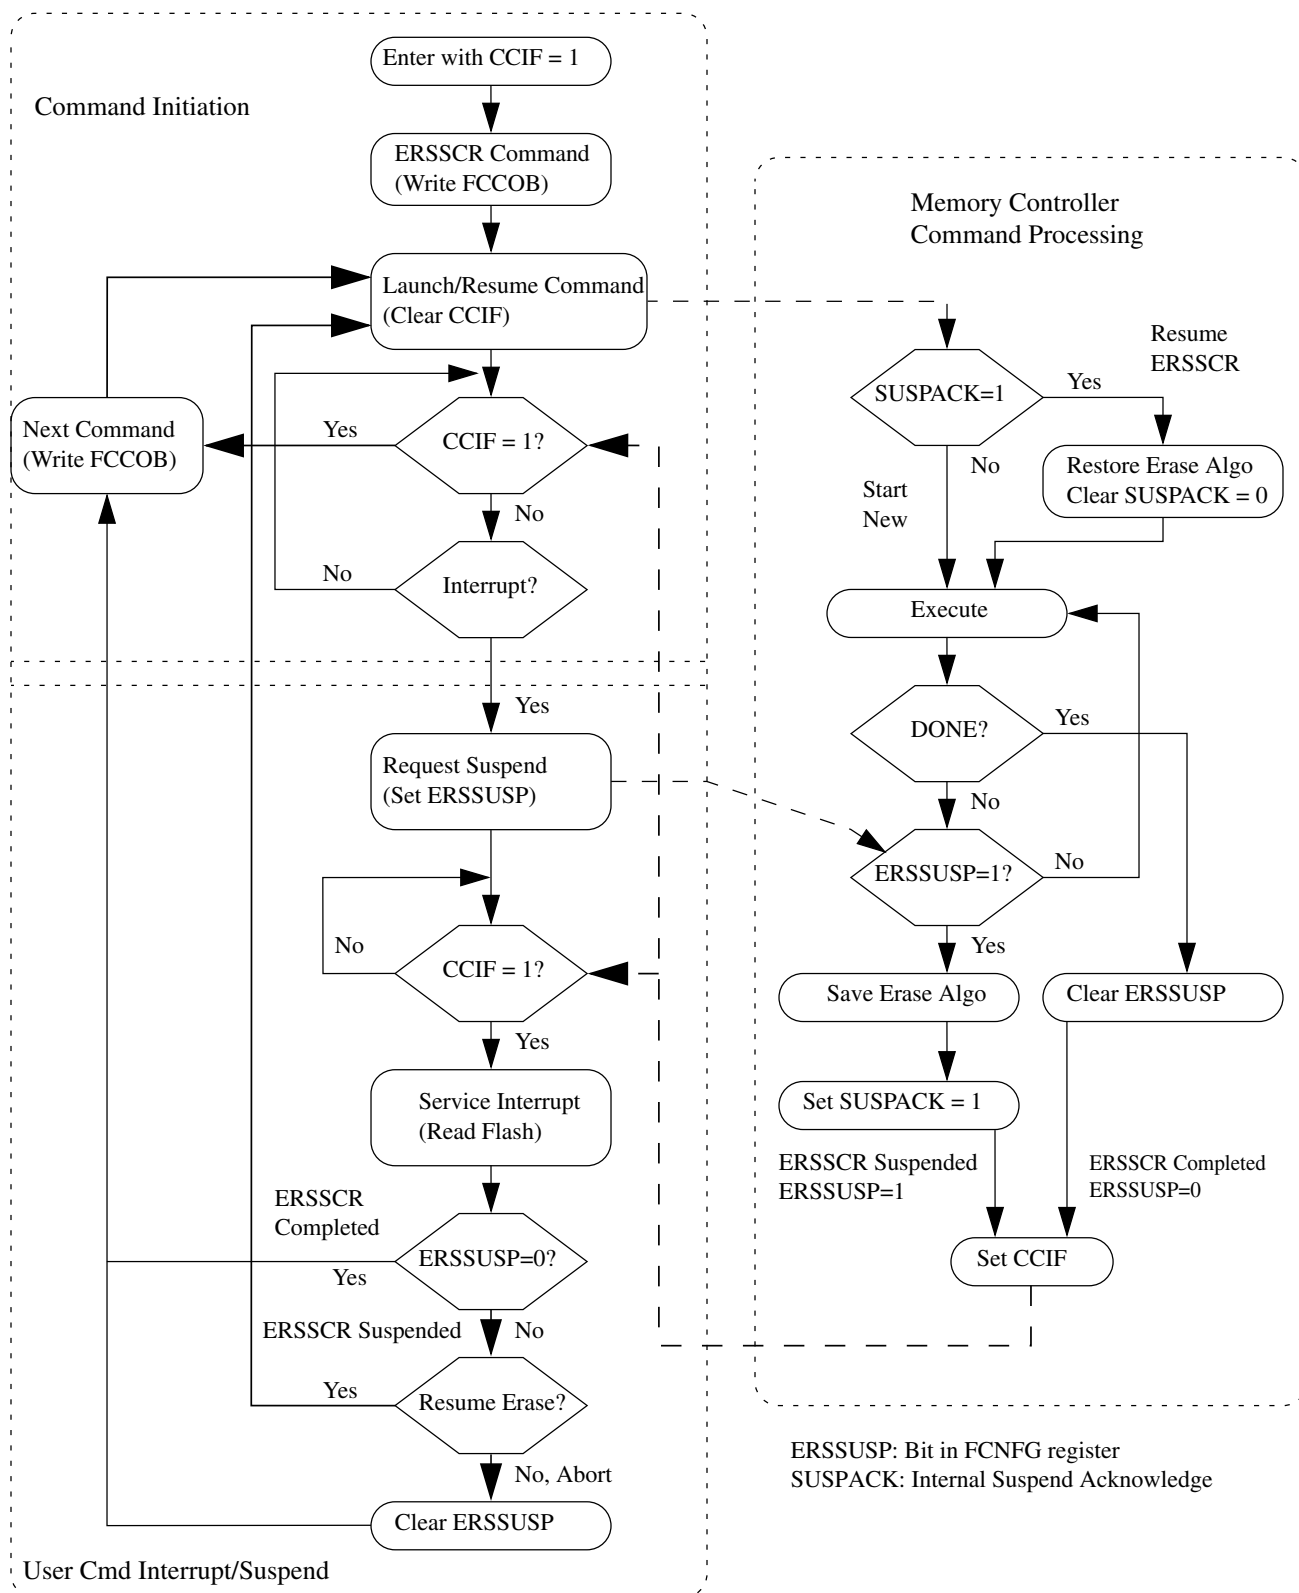 Enter with CCIF = 1
Command Initiation
ERSSCR Command
(Write FCCOB)
Launch/Resume Command
(Clear CCIF)
Next Command
(Write FCCOB)
Yes
CCIF = 1?
No
No
Interrupt?
Yes
Request Suspend
(Set ERSSUSP)
No
CCIF = 1?
Yes
Service Interrupt
(Read Flash)
ERSSCR
Completed
ERSSUSP=0?
Yes
ERSSCR Suspended
No
Yes
Resume Erase?
No, Abort
Clear ERSSUSP
User Cmd Interrupt/Suspend
Memory Controller
Command Processing
Resume
ERSSCR
SUSPACK=1
Yes
No
Restore Erase Algo
Clear SUSPACK = 0
Start
New
Execute
DONE?
Yes
No
ERSSUSP=1?
No
Yes
Save Erase Algo
Clear ERSSUSP
Set SUSPACK = 1
ERSSCR Suspended
ERSSUSP=1
ERSSCR Completed
ERSSUSP=0
Set CCIF
ERSSUSP: Bit in FCNFG register
SUSPACK: Internal Suspend Acknowledge